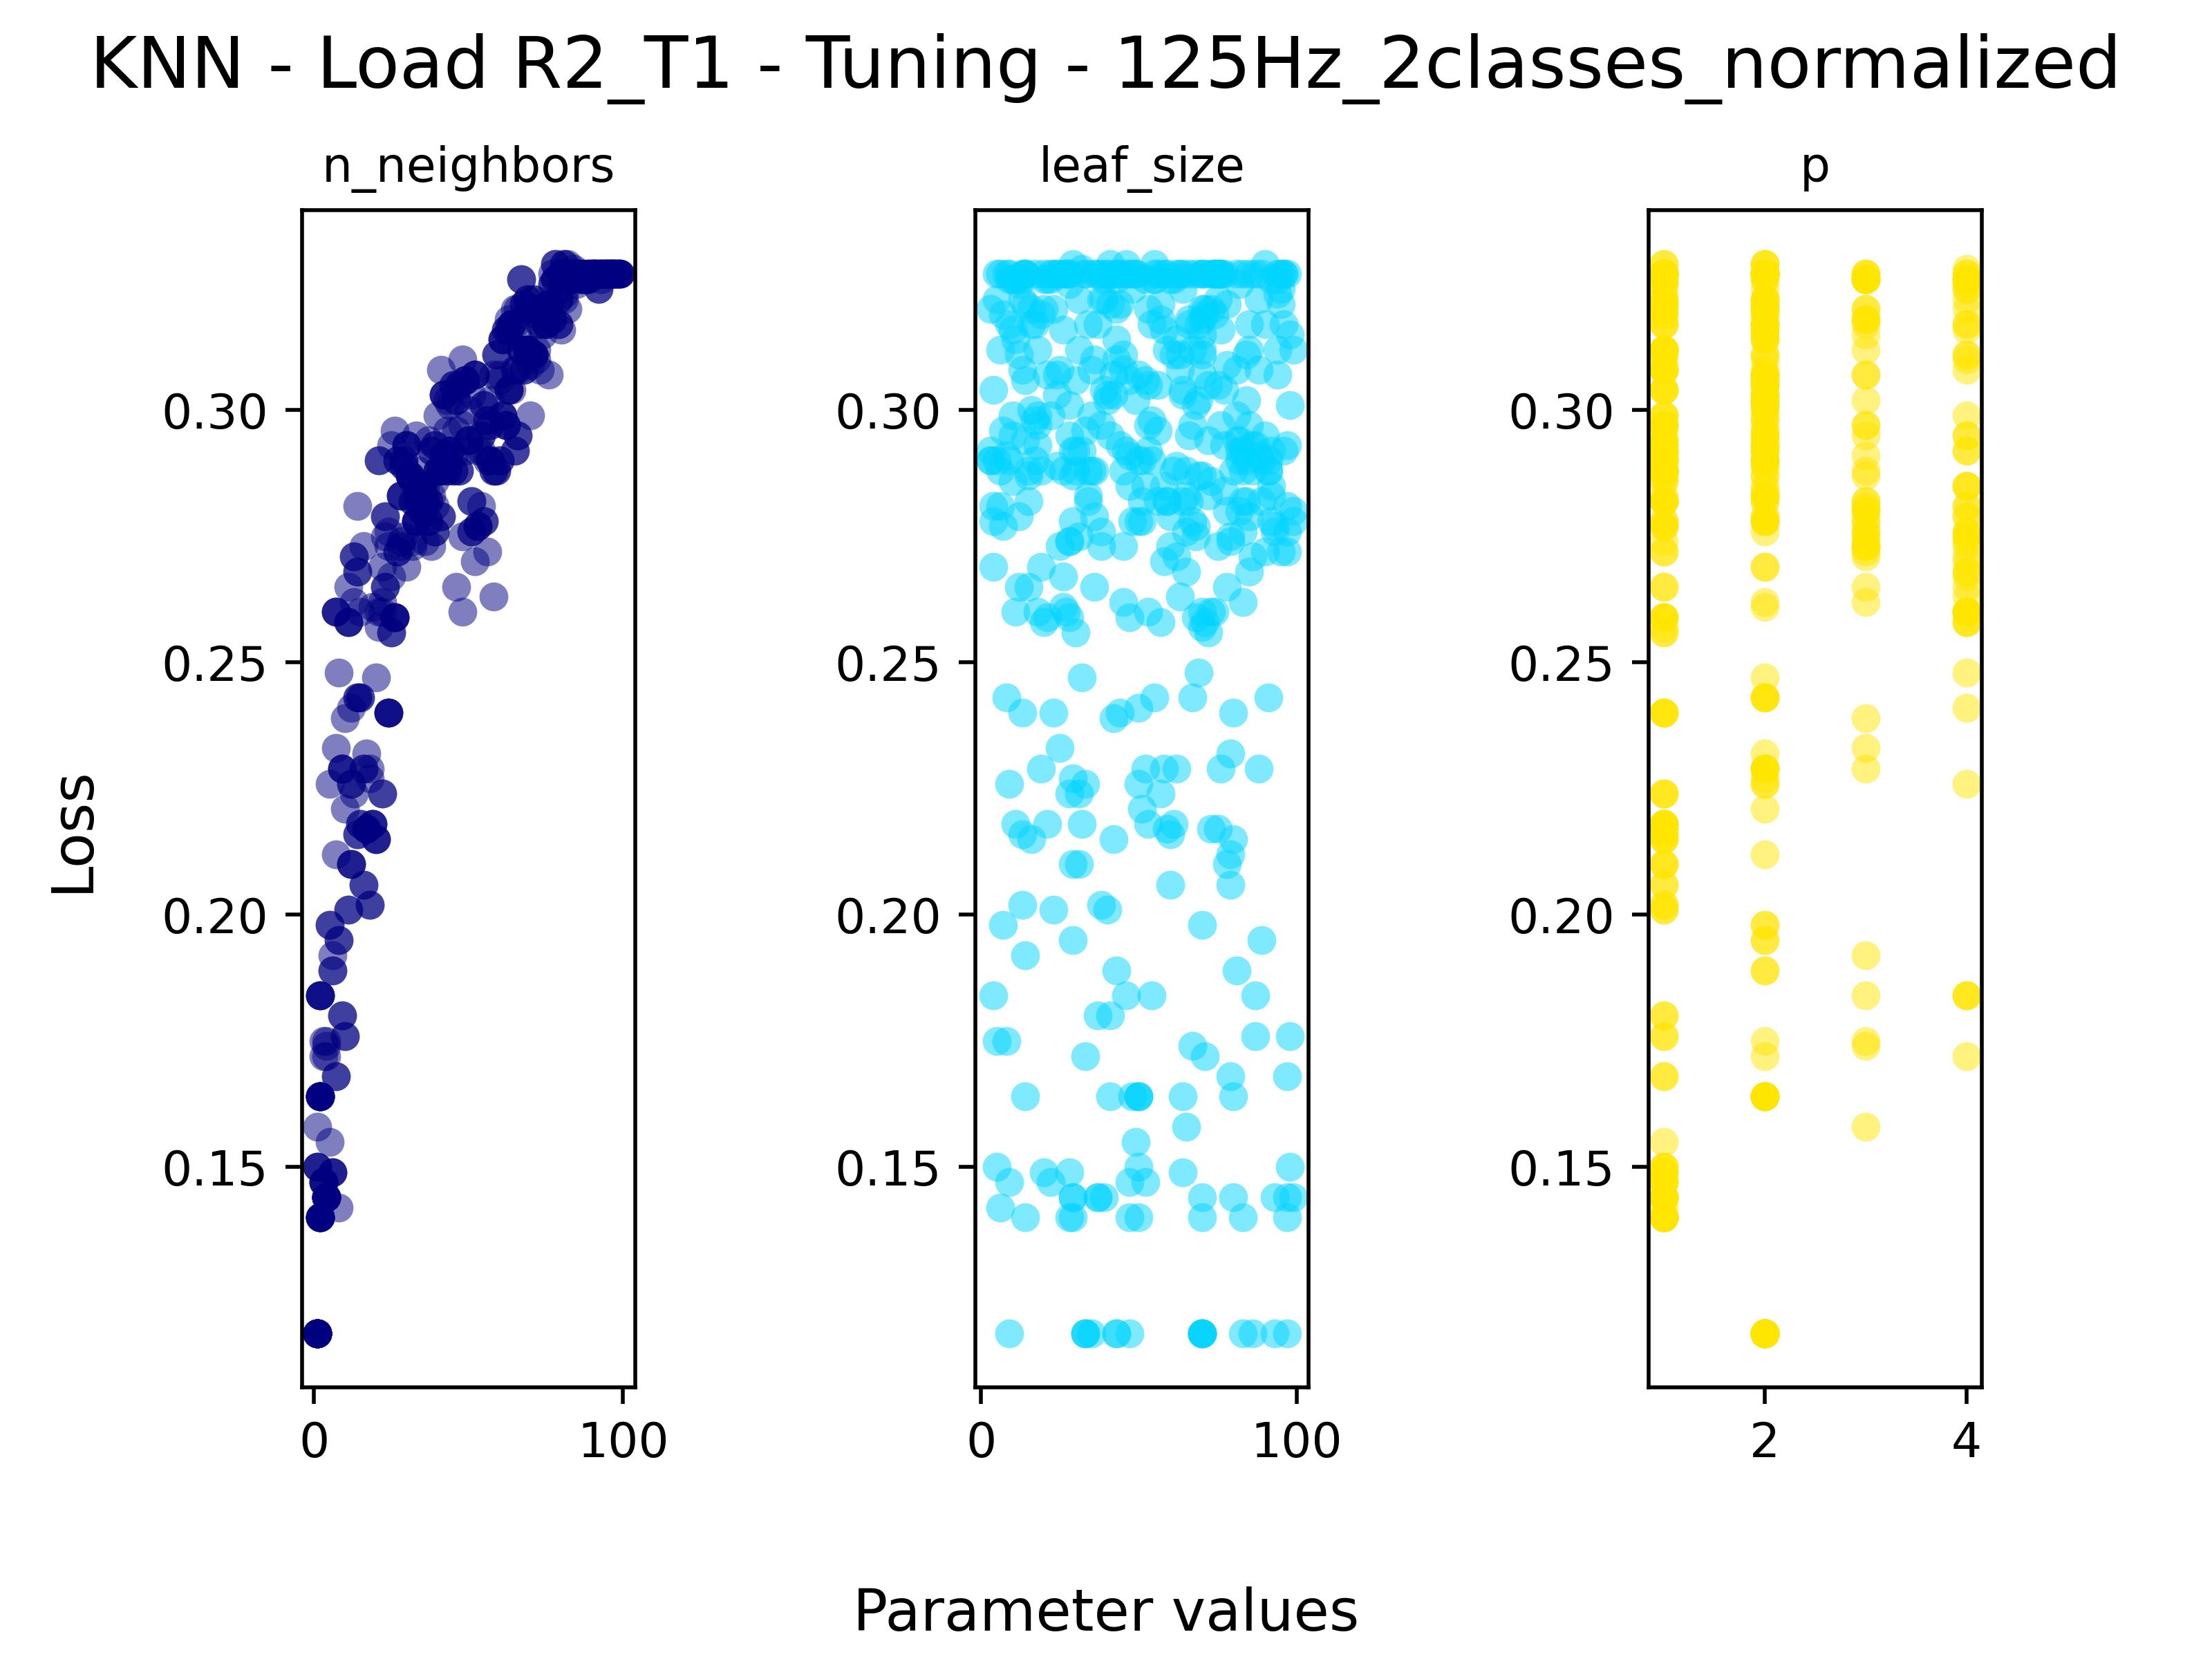 KNN - Load R2_T1 - Tuning - 125Hz_2classes_normalized
n_neighbors leaf_size p
0.30 0.30 0.30
0.25 0.25 0.25
Loss
0.20 0.20 0.20
0.15 0.15 0.15
0 100 0 100 2 4
Parameter values